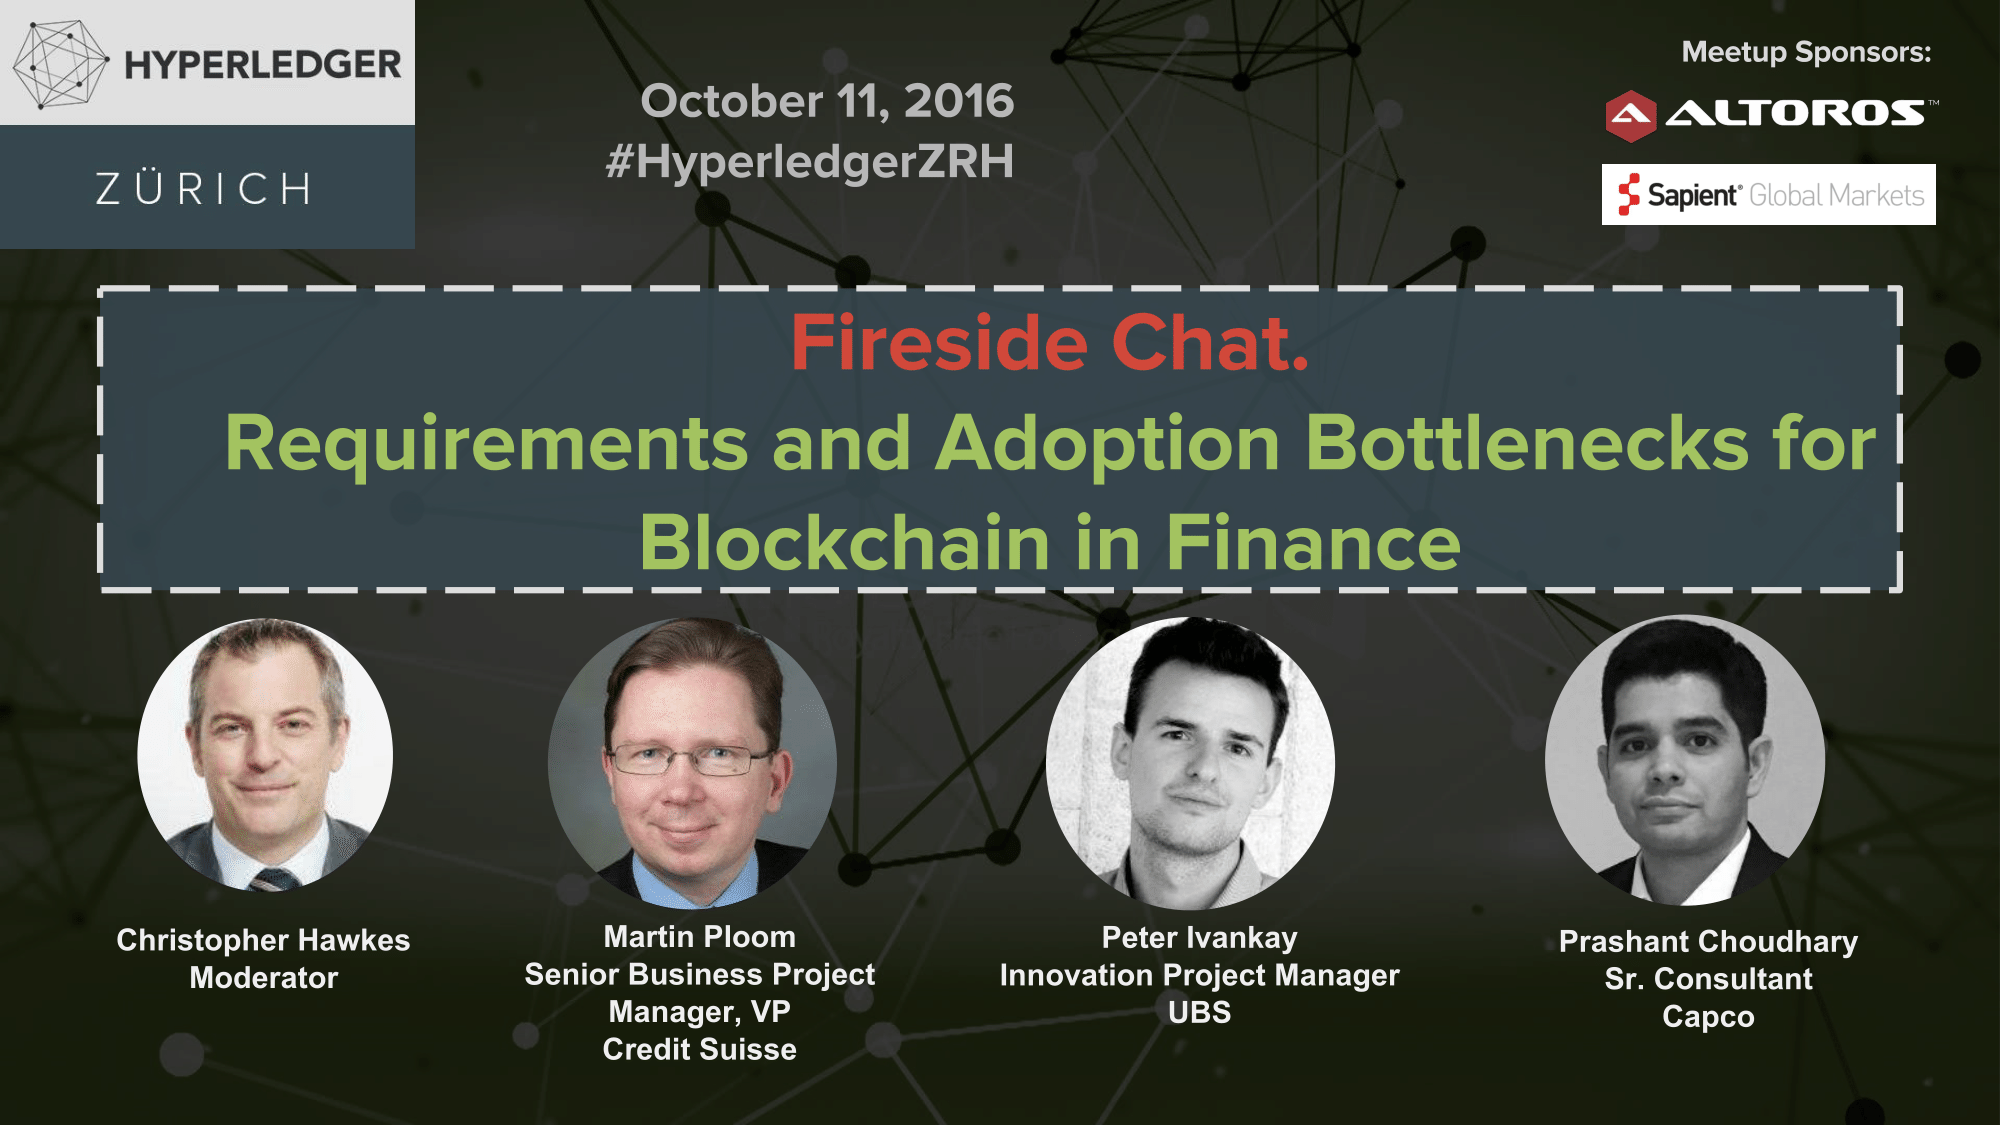 HYPERLEDGER
ZÜRICH
October 11, 2016
#HyperledgerZRH
Meetup Sponsors:
ALTOROS™
Sapient® Global Markets
Fireside Chat.
Requirements and Adoption Bottlenecks for
Blockchain in Finance
Christopher Hawkes
Moderator
Martin Ploom
Senior Business Project
Manager, VP
Credit Suisse
Peter Ivankay
Innovation Project Manager
UBS
Prashant Choudhary
Sr. Consultant
Capco